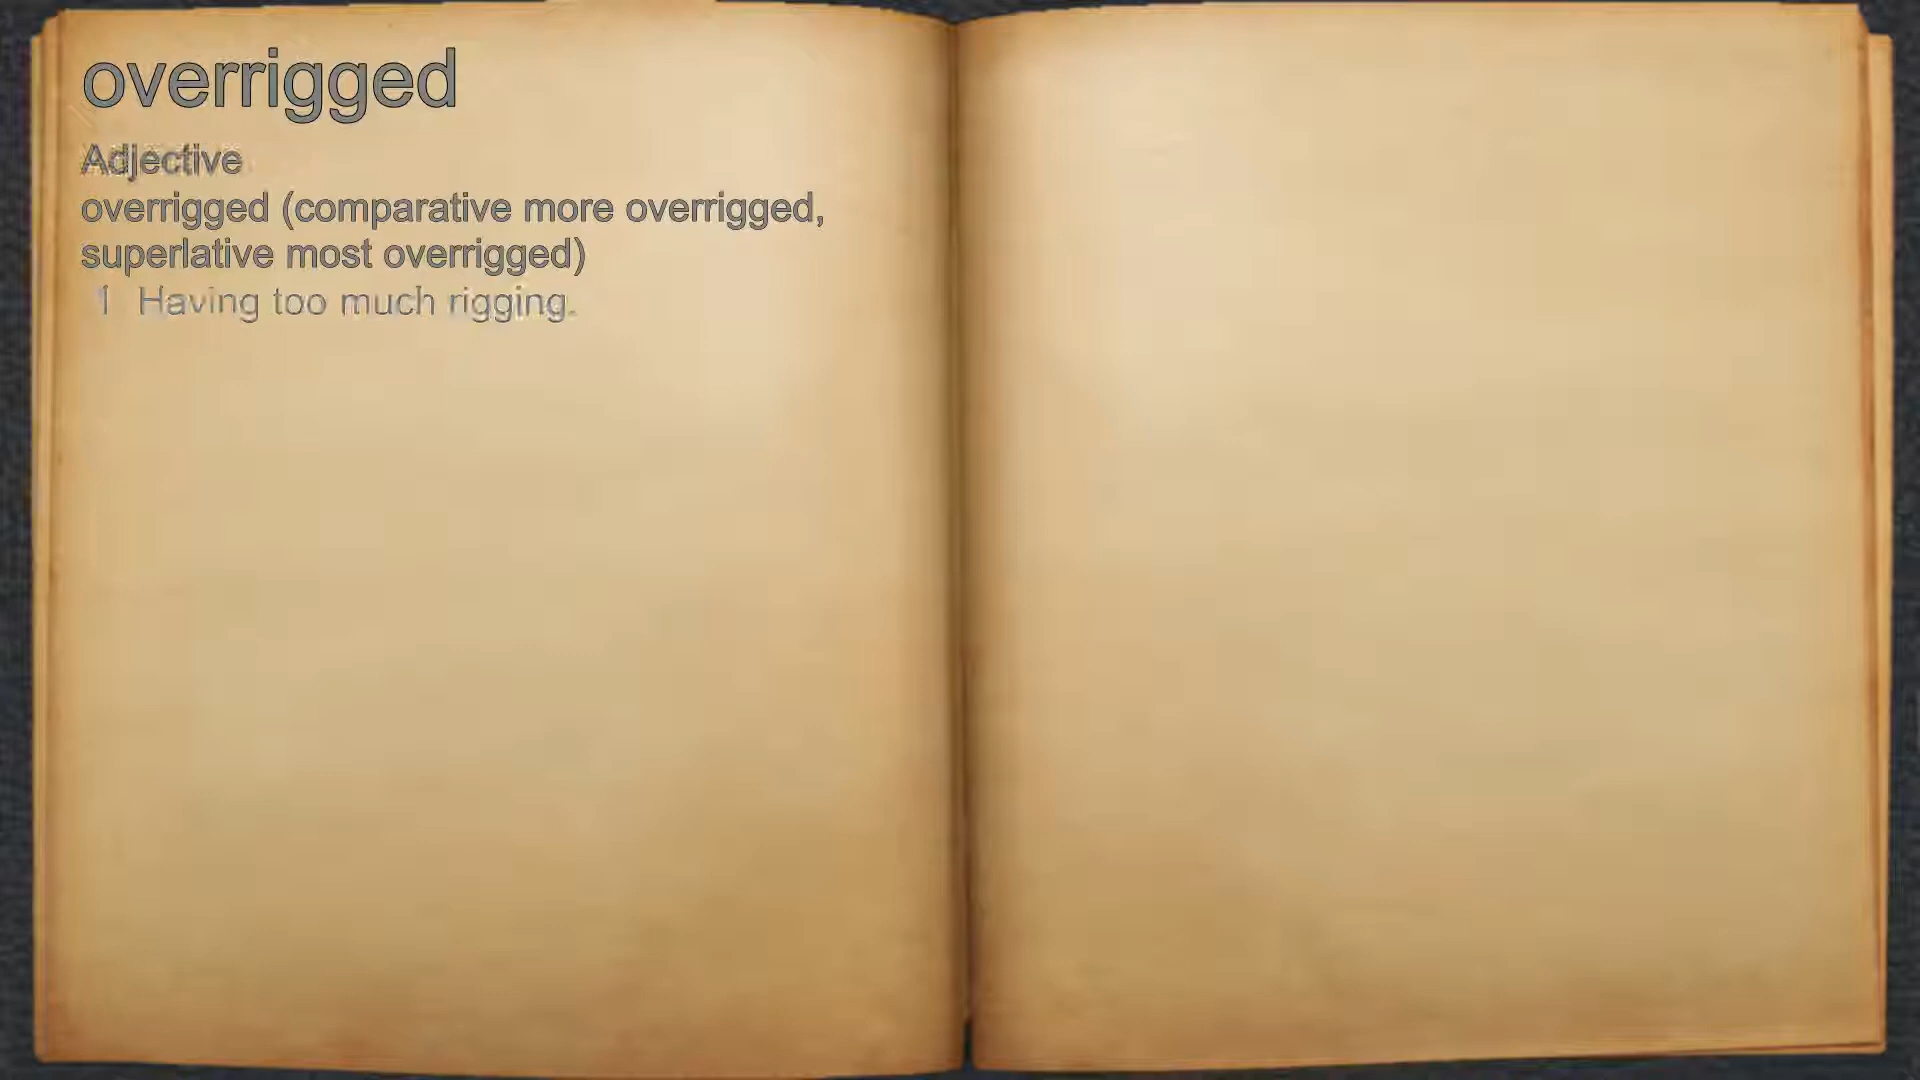 overrigged
Adjective
overrigged (comparative more overrigged,
superlative most overrigged)
1 Having too much rigging.